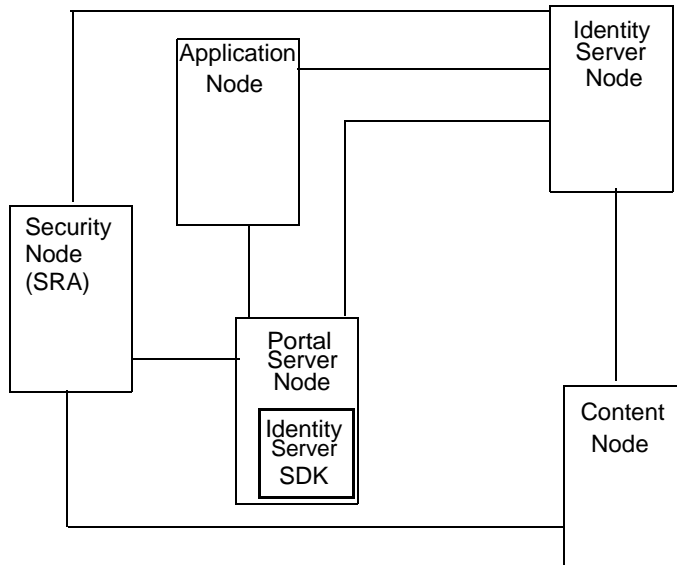 Identity
Server
Node
Application
Node
Security
Node
(SRA)
Portal
Server
Node
Identity
Server
SDK
Content
Node